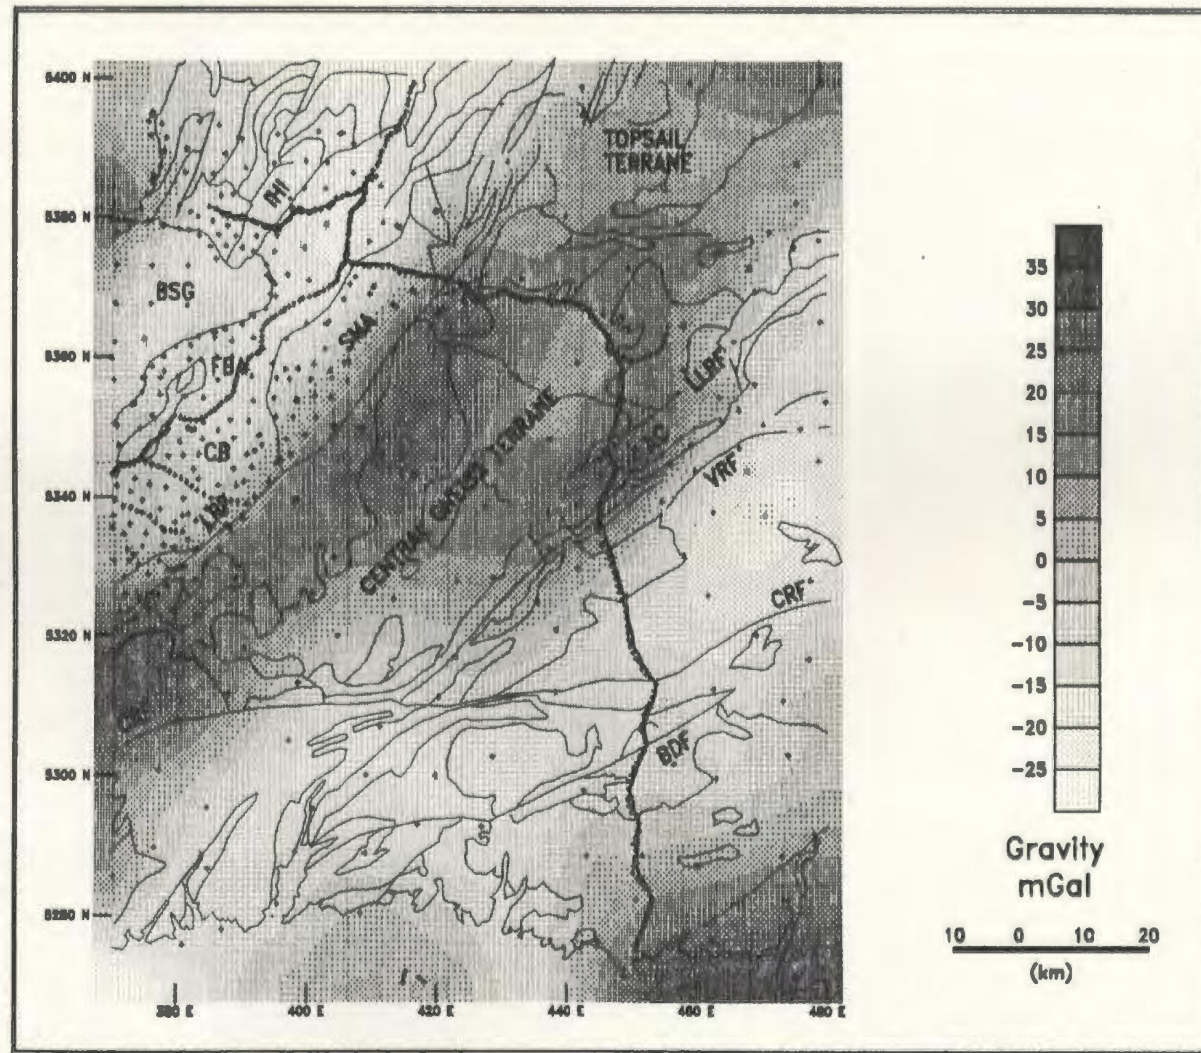 5400 N
TOPSAIL
TERRANE
IHI
5380 N
BSG
35
30
SMA
25
5360 N
LLRF
20
CB
15
VRF
10
5340 N
CENTRAL GNEISS TERRANE
5
0
CRF
-5
5320 N
-10
-15
BDF
-20
5300 N
-25
Gravity
mGal
5280 N
10 0 10 20
(km)
380 E 400 E 420 E 440 E 460 E 480 E